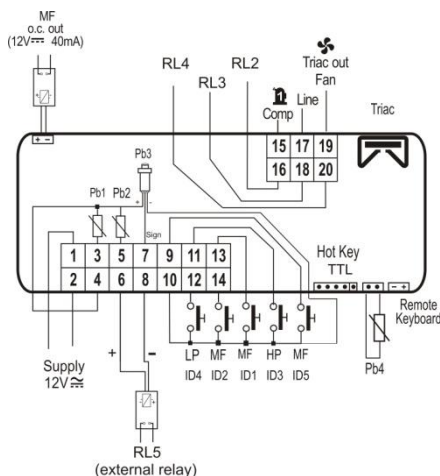 MF
o.c. out
(12V⎓ 40mA)
RL4
RL3
RL2
Comp
Line
Triac out
Fan
Triac
15 17 19
16 18 20
+ -
Pb1 Pb2
Pb3
+ -
Sign
1 3 5 7 9 11 13
2 4 6 8 10 12 14
Hot Key
TTL
- +
Remote
Keyboard
Supply
12V
+ -
LP MF MF HP MF
ID4 ID2 ID1 ID3 ID5
Pb4
RL5
(external relay)